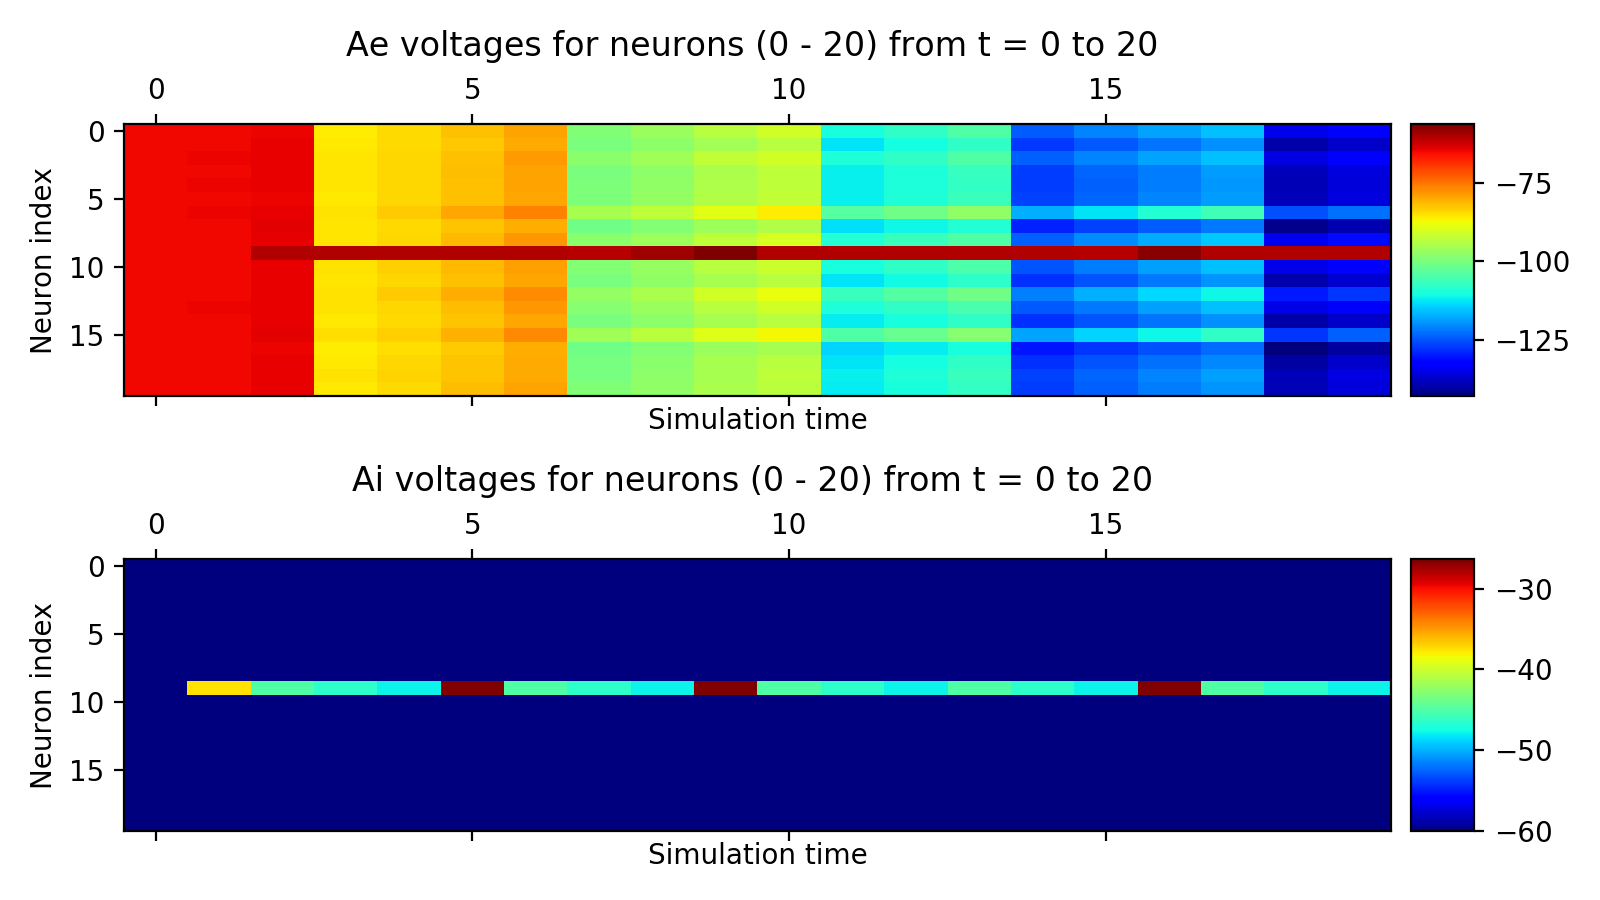 Ae voltages for neurons (0 - 20) from t = 0 to 20
0 5 10 15
Neuron index
0
5
10
15
Simulation time
−75
−100
−125
Ai voltages for neurons (0 - 20) from t = 0 to 20
0 5 10 15
Neuron index
0
5
10
15
Simulation time
−30
−40
−50
−60